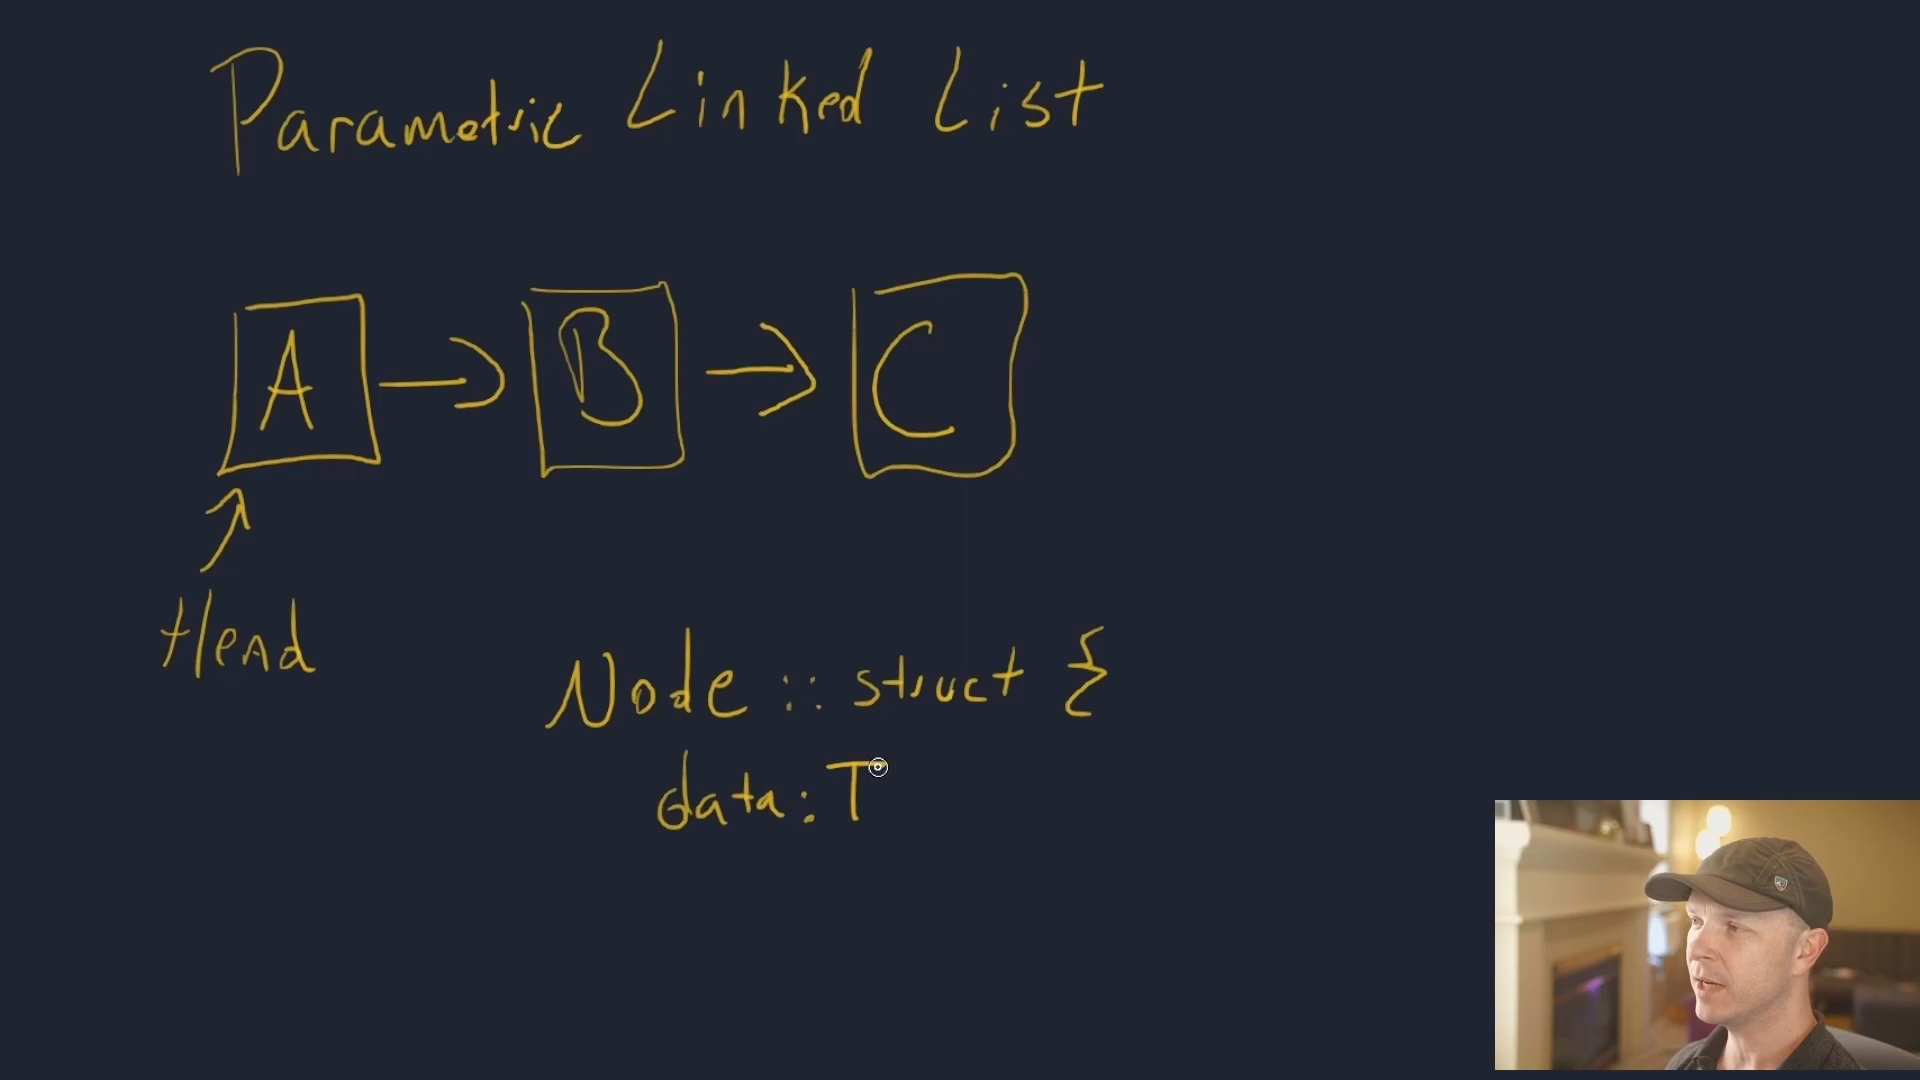 Parametric Linked List
A → B → C
Head
Node :: struct {
data: T